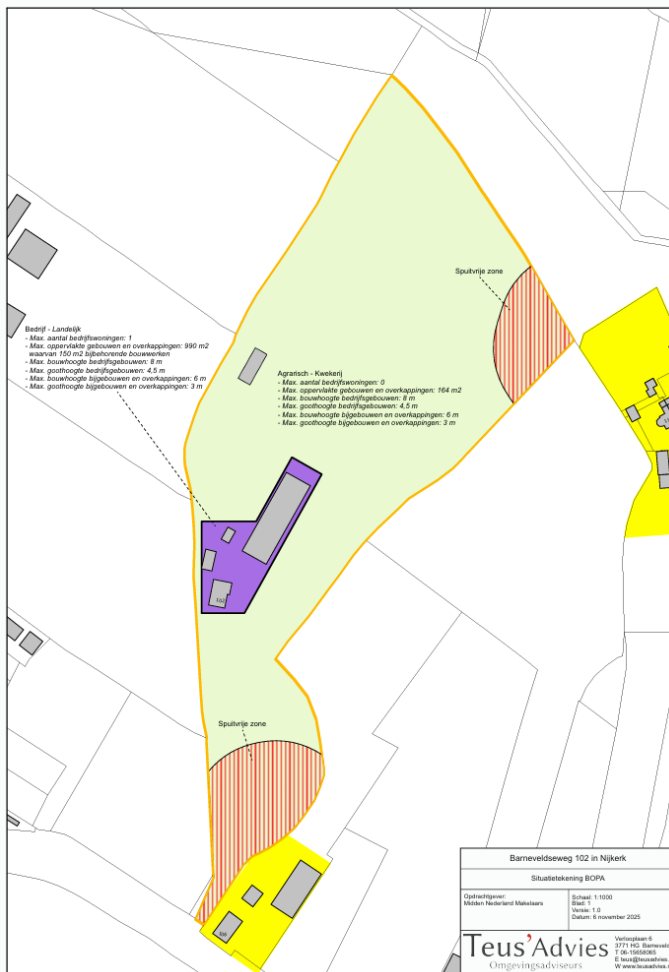 Spuitvrije zone
Bedrijf - Landelijk
- Max. aantal bedrijfswoningen: 1
- Max. oppervlakte gebouwen en overkappingen: 990 m2
waarvan 150 m2 bijbehorende bouwwerken
- Max. bouwhoogte bedrijfsgebouwen: 8 m
- Max. goothoogte bedrijfsgebouwen: 4,5 m
- Max. bouwhoogte bijgebouwen en overkappingen: 6 m
- Max. goothoogte bijgebouwen en overkappingen: 3 m
Agrarisch - Kwekerij
- Max. aantal bedrijfswoningen: 0
- Max. oppervulakte gebouwen en overkappingen: 164 m2
- Max. bouwhoogte bedrijfsgebouwen: 8 m
- Max. goothoogte bedrijfsgebouwen: 4,5 m
- Max. bouwhoogte bijgebouwen en overkappingen: 6 m
- Max. goothoogte bijgebouwen en overkappingen: 3 m
102
Spuitvrije zone
Barneveldseweg 102 in Nijkerk
Situatietekening BOPA
Opdrachtgever:
Midden Nederland Makelaars
Schaal: 1:1000
Blad: 1
Versie: 1.0
Datum: 6 november 2025
Teus'Advies
Omgevingsadviseurs
Verlooplaan 6
3771 HG Barneveld
T 06-15658065
E teus@teusadvies.
W www.teusadvies.